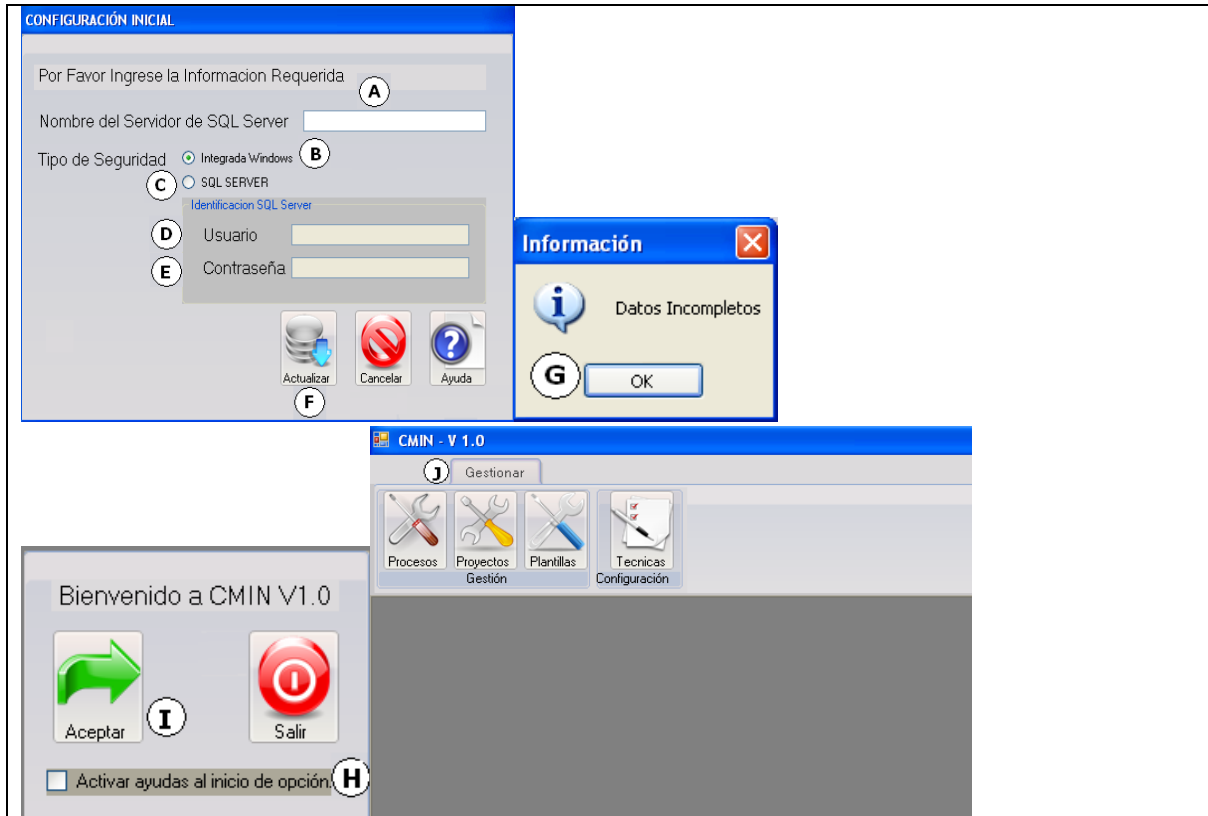 CONFIGURACIÓN INICIAL
Por Favor Ingrese la Informacion Requerida
A
Nombre del Servidor de SQL Server
Tipo de Seguridad Integrada Windows B
C SQL SERVER
Identificacion SQL Server
D Usuario
E Contraseña
Actualizar Cancelar Ayuda
F
Información
Datos Incompletos
G OK
CMIN - V 1.0
J Gestionar
Procesos Proyectos Plantillas Tecnicas
Gestión Configuración
Bienvenido a CMIN V1.0
Aceptar I Salir
Activar ayudas al inicio de opción. H